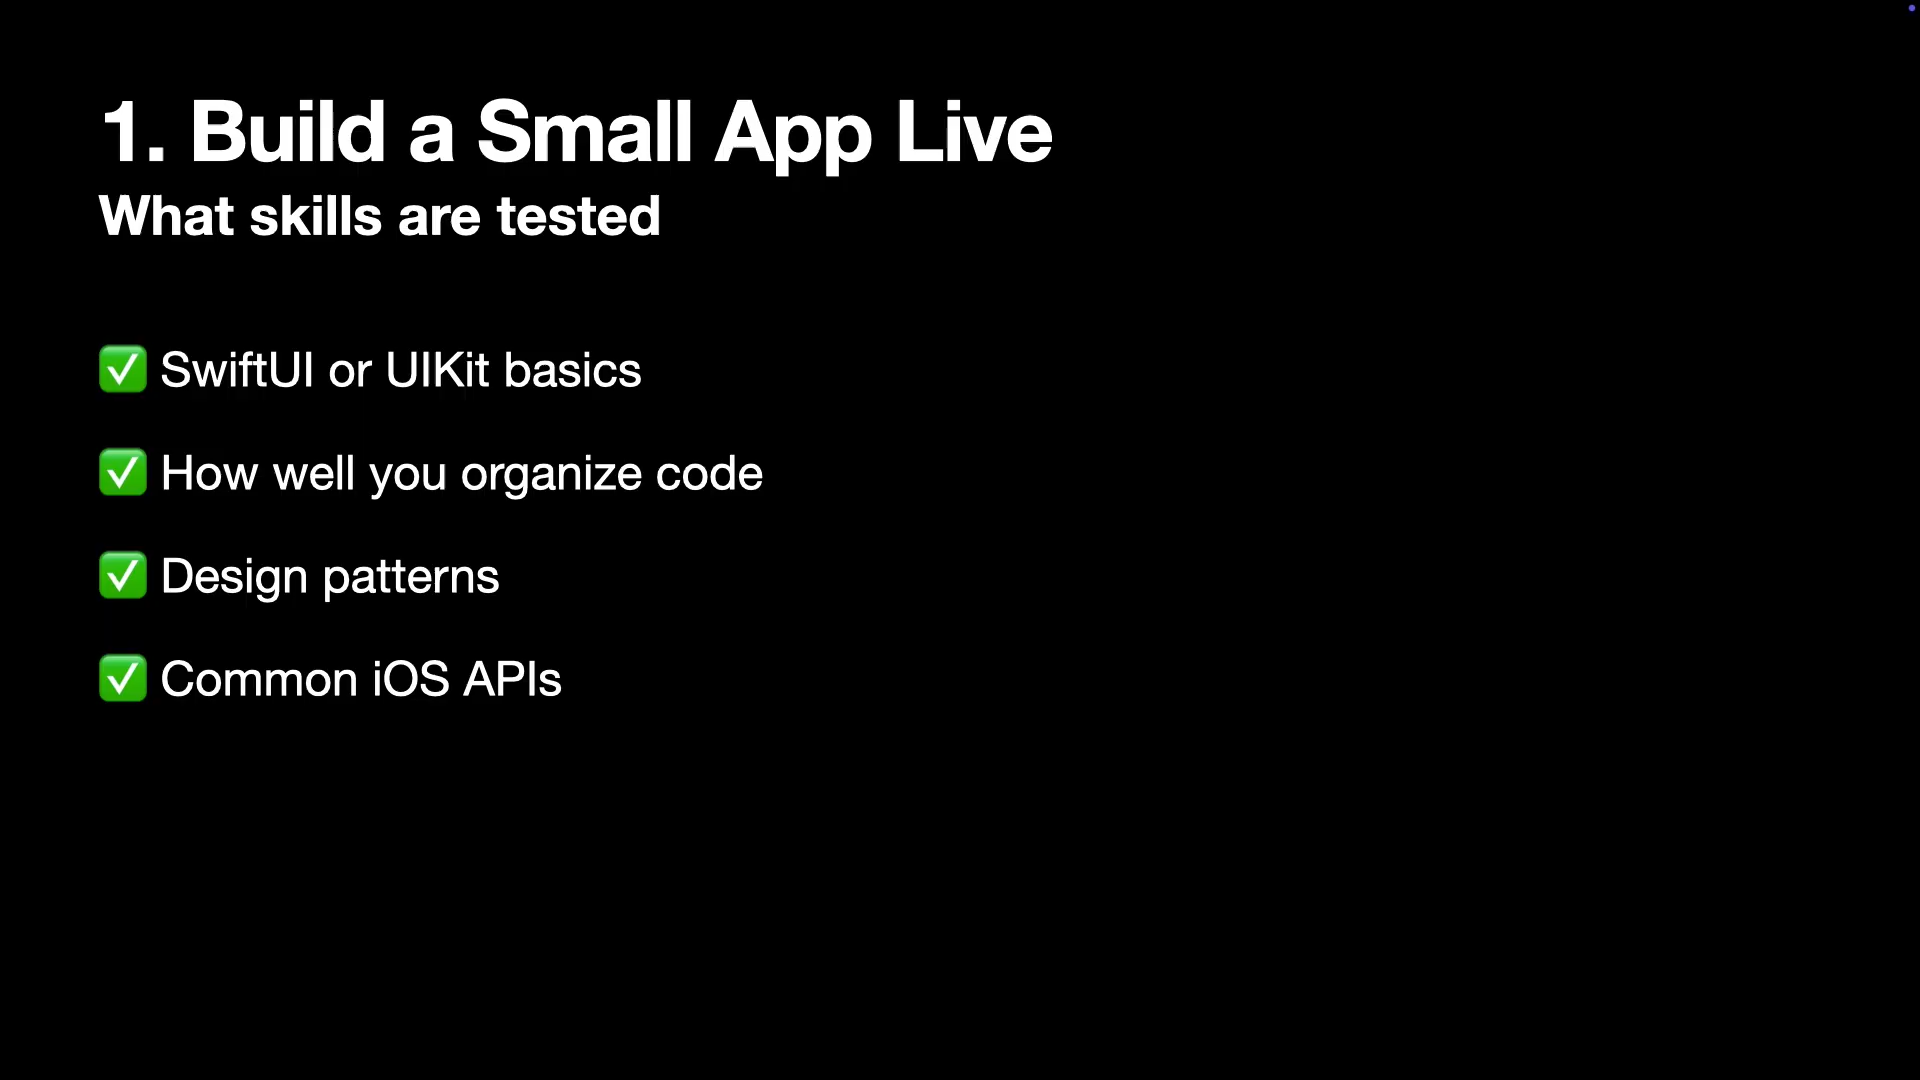 1. Build a Small App Live
What skills are tested
✅ SwiftUI or UIKit basics
✅ How well you organize code
✅ Design patterns
✅ Common iOS APIs